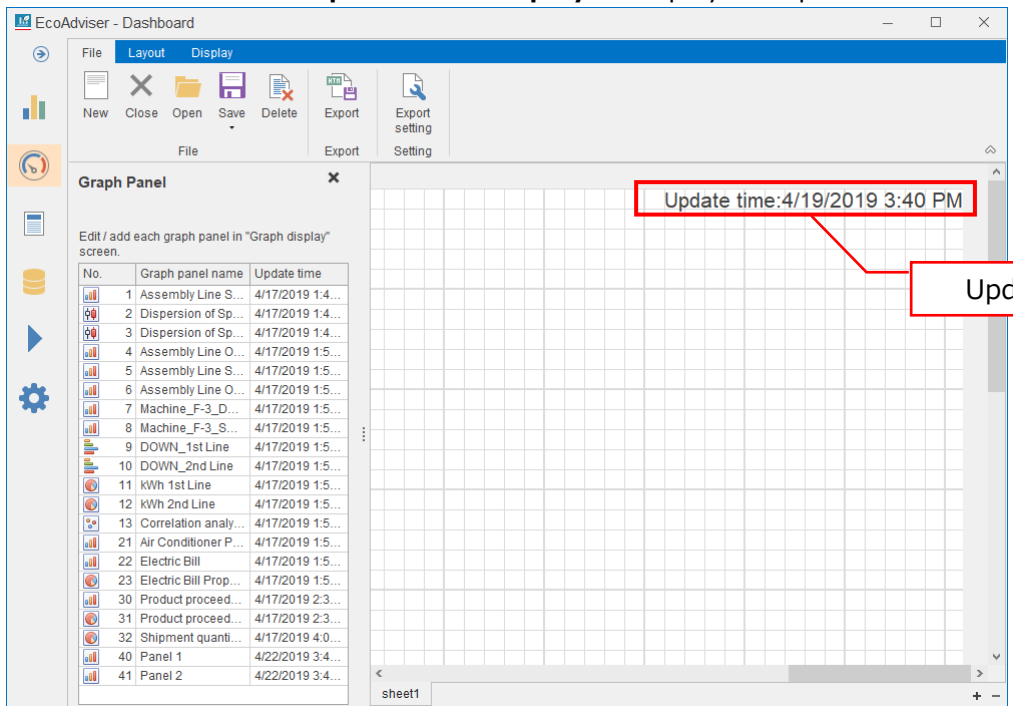 EcoAdviser - Dashboard
File Layout Display
New Close Open Save Delete Export Export setting
File Export Setting
Graph Panel
Update time:4/19/2019 3:40 PM
Edit / add each graph panel in "Graph display"
screen.
No. Graph panel name Update time
1 Assembly Line S... 4/17/2019 1:4...
2 Dispersion of Sp... 4/17/2019 1:4...
3 Dispersion of Sp... 4/17/2019 1:4...
4 Assembly Line O... 4/17/2019 1:5...
5 Assembly Line S... 4/17/2019 1:5...
6 Assembly Line O... 4/17/2019 1:5...
7 Machine_F-3_D... 4/17/2019 1:5...
8 Machine_F-3_S... 4/17/2019 1:5...
9 DOWN_1st Line 4/17/2019 1:5...
10 DOWN_2nd Line 4/17/2019 1:5...
11 kWh 1st Line 4/17/2019 1:5...
12 kWh 2nd Line 4/17/2019 1:5...
13 Correlation analy... 4/17/2019 1:5...
21 Air Conditioner P... 4/17/2019 1:5...
22 Electric Bill 4/17/2019 1:5...
23 Electric Bill Prop... 4/17/2019 1:5...
30 Product proceed... 4/17/2019 2:3...
31 Product proceed... 4/17/2019 2:3...
32 Shipment quanti... 4/17/2019 4:0...
40 Panel 1 4/22/2019 3:4...
41 Panel 2 4/22/2019 3:4...
sheet1